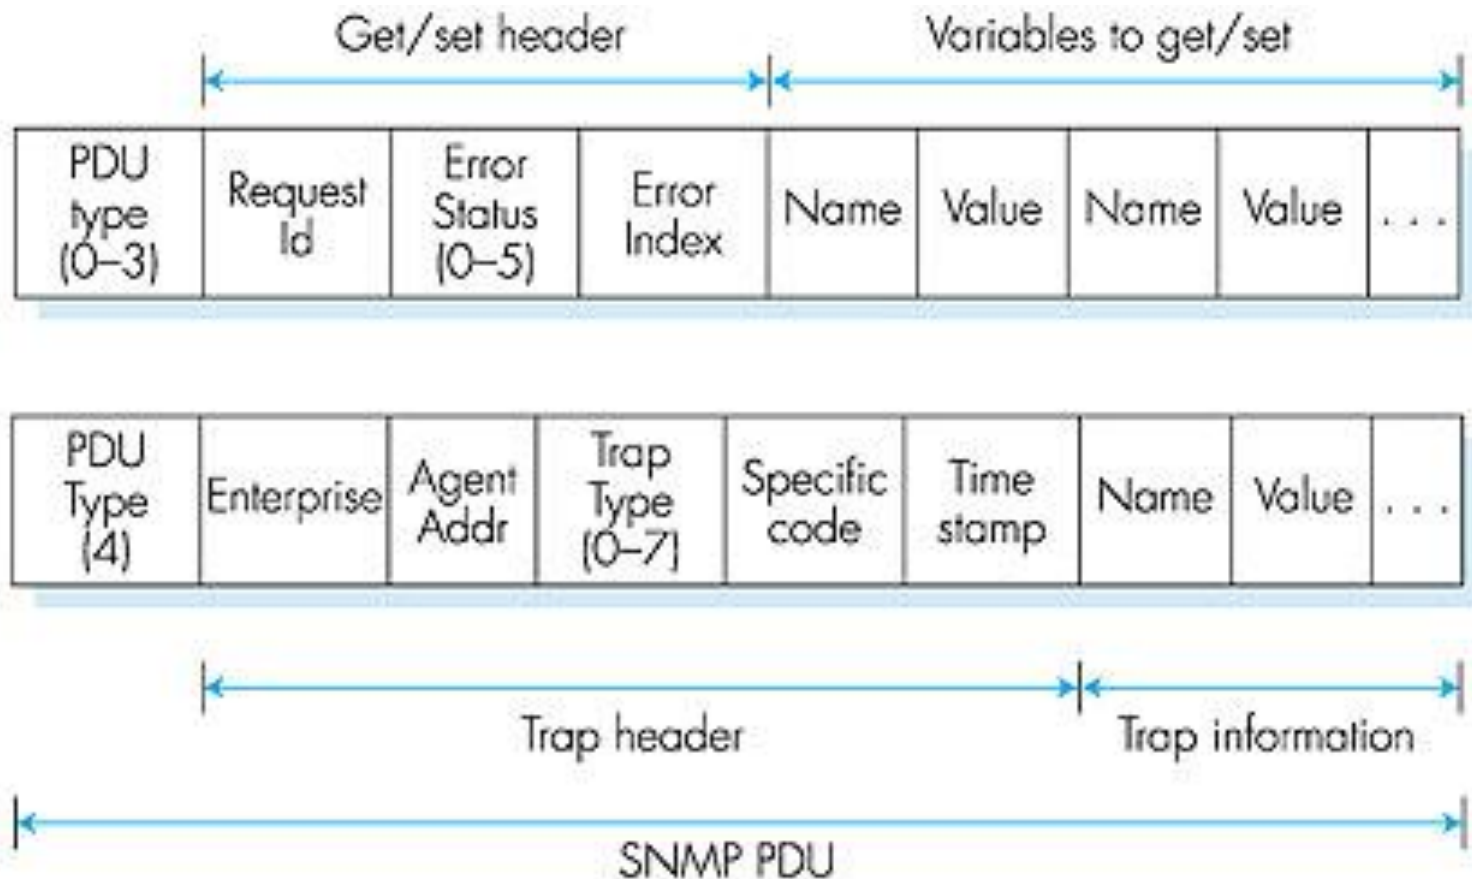 Get/set header
Variables to get/set
PDU
type
(0–3)
Request
Id
Error
Status
(0–5)
Error
Index
Name
Value
Name
Value
. . .
PDU
Type
(4)
Enterprise
Agent
Addr
Trap
Type
(0–7)
Specific
code
Time
stamp
Name
Value
. . .
Trap header
Trap information
SNMP PDU